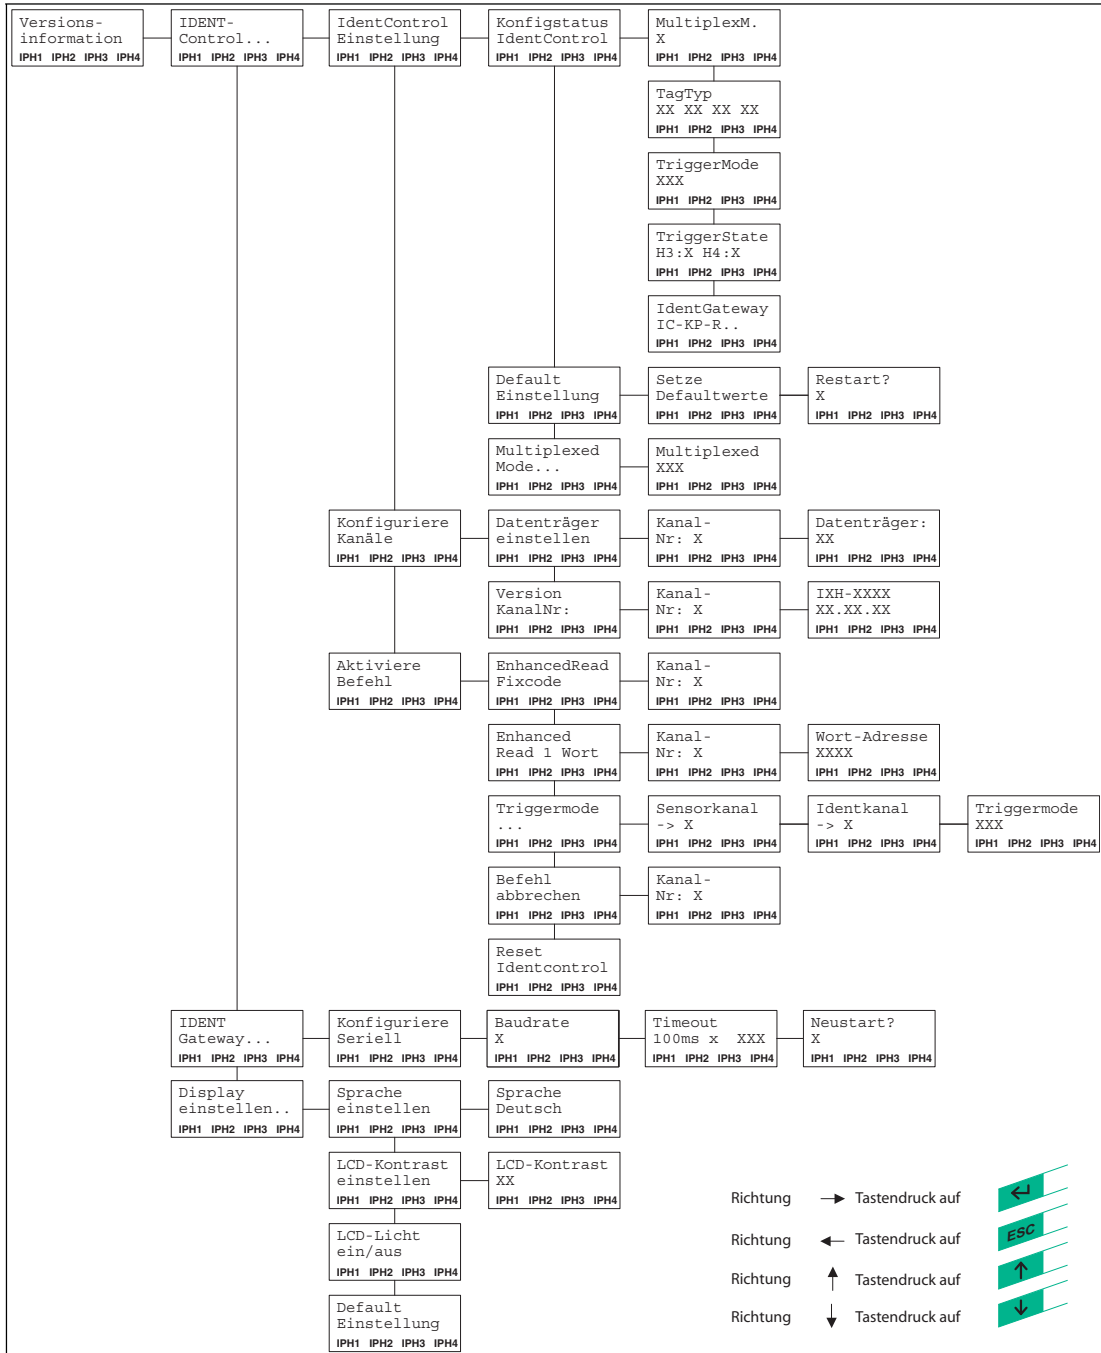 Versions-
information
IPH1 IPH2 IPH3 IPH4
IDENT-
Control...
IPH1 IPH2 IPH3 IPH4
IdentControl
Einstellung
IPH1 IPH2 IPH3 IPH4
Konfigstatus
IdentControl
IPH1 IPH2 IPH3 IPH4
MultiplexM.
X
IPH1 IPH2 IPH3 IPH4
TagTyp
XX XX XX XX
IPH1 IPH2 IPH3 IPH4
TriggerMode
XXX
IPH1 IPH2 IPH3 IPH4
TriggerState
H3:X H4:X
IPH1 IPH2 IPH3 IPH4
IdentGateway
IC-KP-R..
IPH1 IPH2 IPH3 IPH4
Default
Einstellung
IPH1 IPH2 IPH3 IPH4
Setze
Defaultwerte
IPH1 IPH2 IPH3 IPH4
Restart?
X
IPH1 IPH2 IPH3 IPH4
Multiplexed
Mode...
IPH1 IPH2 IPH3 IPH4
Multiplexed
XXX
IPH1 IPH2 IPH3 IPH4
Konfiguriere
Kanäle
IPH1 IPH2 IPH3 IPH4
Datenträger
einstellen
IPH1 IPH2 IPH3 IPH4
Kanal-
Nr: X
IPH1 IPH2 IPH3 IPH4
Datenträger:
XX
IPH1 IPH2 IPH3 IPH4
Version
KanalNr:
IPH1 IPH2 IPH3 IPH4
Kanal-
Nr: X
IPH1 IPH2 IPH3 IPH4
IXH-XXXX
XX.XX.XX
IPH1 IPH2 IPH3 IPH4
Aktiviere
Befehl
IPH1 IPH2 IPH3 IPH4
EnhancedRead
Fixcode
IPH1 IPH2 IPH3 IPH4
Kanal-
Nr: X
IPH1 IPH2 IPH3 IPH4
Enhanced
Read 1 Wort
IPH1 IPH2 IPH3 IPH4
Kanal-
Nr: X
IPH1 IPH2 IPH3 IPH4
Wort-Adresse
XXXX
IPH1 IPH2 IPH3 IPH4
Triggermode
...
IPH1 IPH2 IPH3 IPH4
Sensorkanal
-> X
IPH1 IPH2 IPH3 IPH4
Identkanal
-> X
IPH1 IPH2 IPH3 IPH4
Triggermode
XXX
IPH1 IPH2 IPH3 IPH4
Befehl
abbrechen
IPH1 IPH2 IPH3 IPH4
Kanal-
Nr: X
IPH1 IPH2 IPH3 IPH4
Reset
Identcontrol
IPH1 IPH2 IPH3 IPH4
IDENT
Gateway...
IPH1 IPH2 IPH3 IPH4
Konfiguriere
Seriell
IPH1 IPH2 IPH3 IPH4
Baudrate
X
IPH1 IPH2 IPH3 IPH4
Timeout
100ms x XXX
IPH1 IPH2 IPH3 IPH4
Neustart?
X
IPH1 IPH2 IPH3 IPH4
Display
einstellen..
IPH1 IPH2 IPH3 IPH4
Sprache
einstellen
IPH1 IPH2 IPH3 IPH4
Sprache
Deutsch
IPH1 IPH2 IPH3 IPH4
LCD-Kontrast
einstellen
IPH1 IPH2 IPH3 IPH4
LCD-Kontrast
XX
IPH1 IPH2 IPH3 IPH4
LCD-Licht
ein/aus
IPH1 IPH2 IPH3 IPH4
Default
Einstellung
IPH1 IPH2 IPH3 IPH4
Richtung → Tastendruck auf ↵
Richtung ← Tastendruck auf ESC
Richtung ↑ Tastendruck auf ↑
Richtung ↓ Tastendruck auf ↓